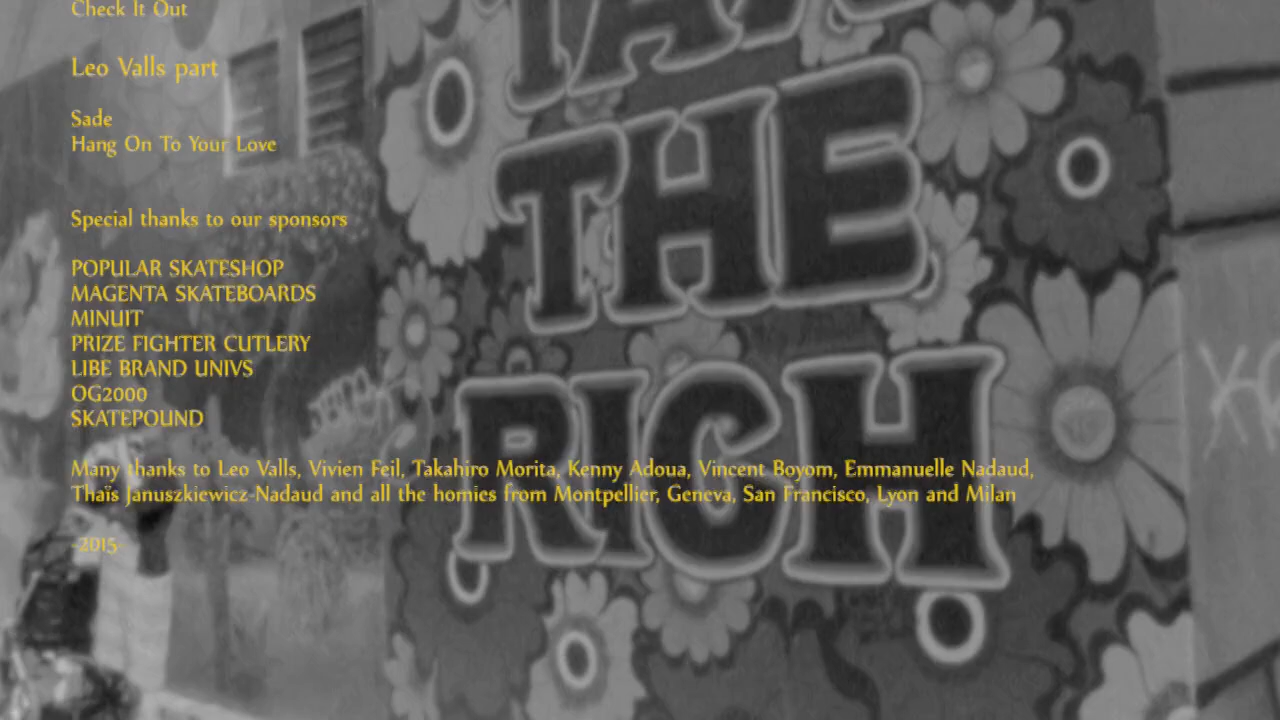 Check It Out
Leo Valls part
Sade
Hang On To Your Love
Special thanks to our sponsors
POPULAR SKATESHOP
MAGENTA SKATEBOARDS
MINUIT
PRIZE FIGHTER CUTLERY
LIBE BRAND UNIVS
OG2000
SKATEPOUND
Many thanks to Leo Valls, Vivien Feil, Takahiro Morita, Kenny Adoua, Vincent Boyom, Emmanuelle Nadaud,
Thaïs Januszkiewicz-Nadaud and all the homies from Montpellier, Geneva, San Francisco, Lyon and Milan
-2015-
THE
RICH